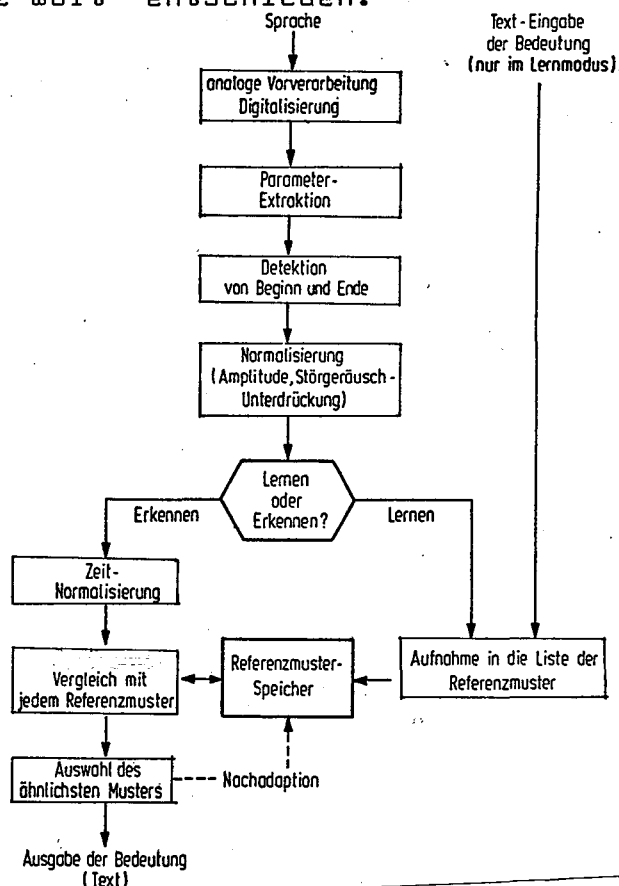 wort entschieden.
Sprache
Text-Eingabe
der Bedeutung
(nur im Lernmodus)
analoge Vorverarbeitung
Digitalisierung
Parameter-
Extraktion
Detektion
von Beginn und Ende
Normalisierung
(Amplitude, Störgeräusch-
Unterdrückung)
Lernen
oder
Erkennen?
Erkennen
Lernen
Zeit-
Normalisierung
Vergleich mit
jedem Referenzmuster
Referenzmuster-
Speicher
Aufnahme in die Liste der
Referenzmuster
Auswahl des
ähnlichsten Musters
Nachadaption
Ausgabe der Bedeutung
(Text)